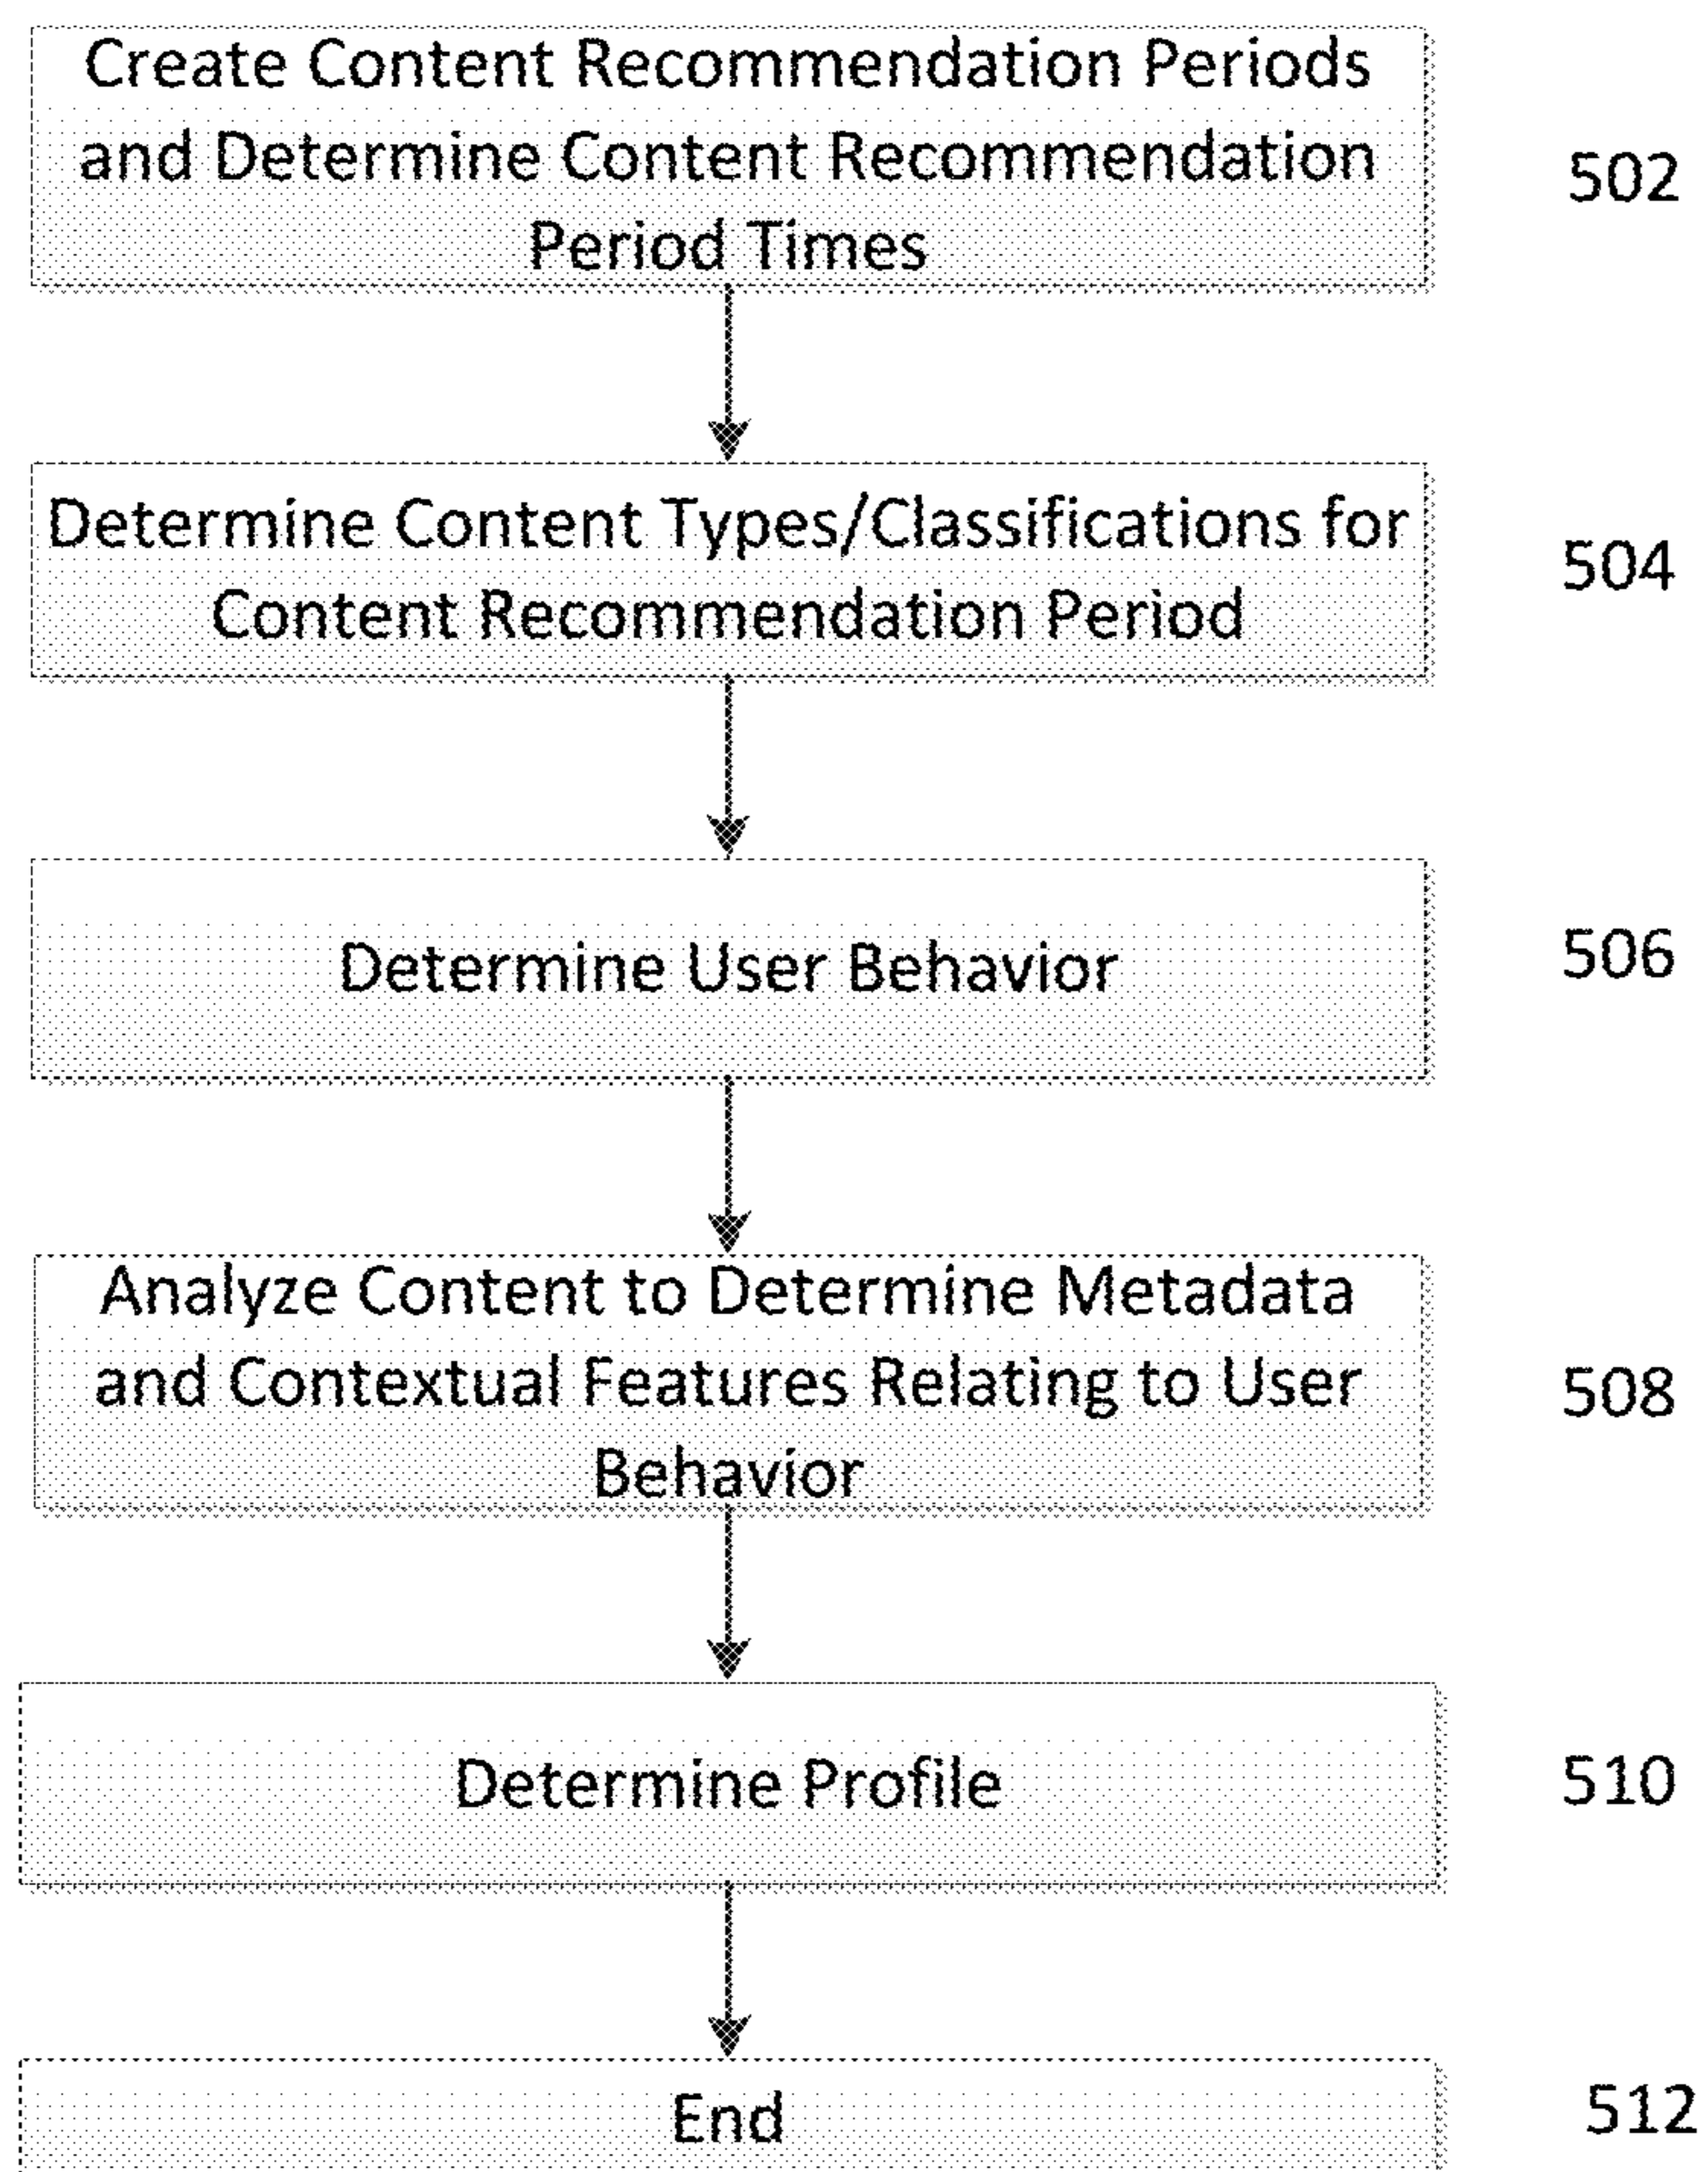 Create Content Recommendation Periods
and Determine Content Recommendation
Period Times
502
Determine Content Types/Classifications for
Content Recommendation Period
504
Determine User Behavior
506
Analyze Content to Determine Metadata
and Contextual Features Relating to User
Behavior
508
Determine Profile
510
End
512